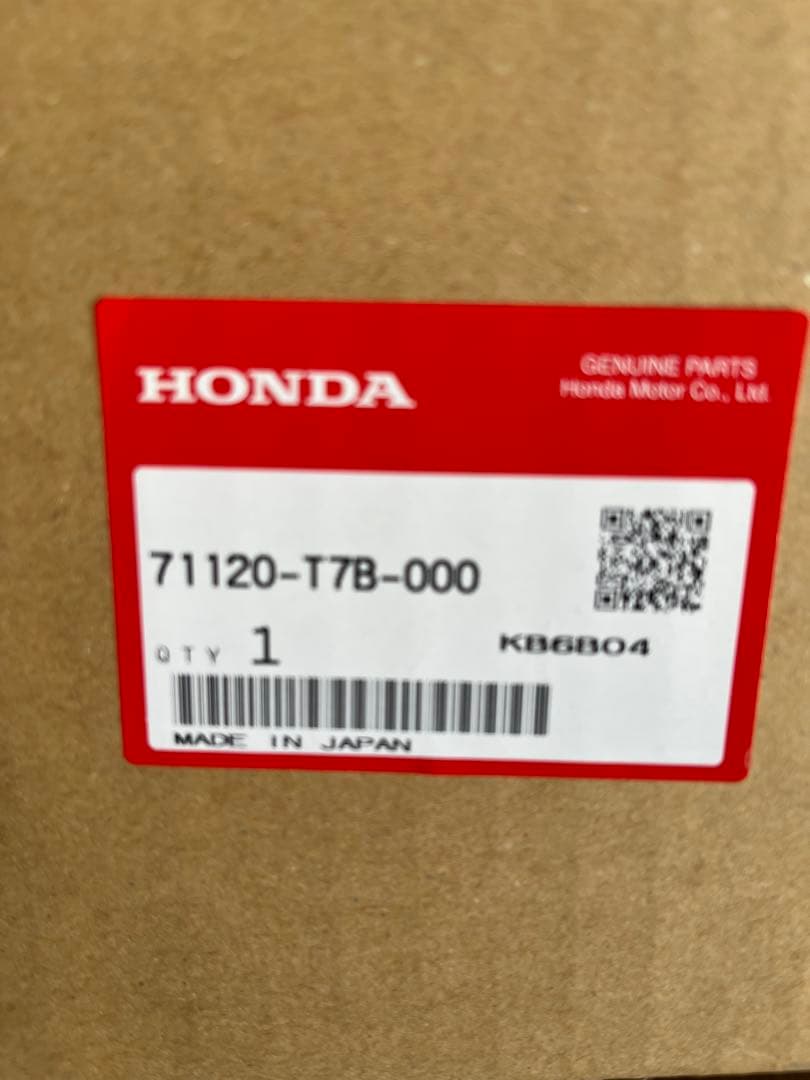 HONDA
GENUINE PARTS
Honda Motor Co., Ltd.
71120-T7B-000
QTY 1
KB6B04
MADE IN JAPAN